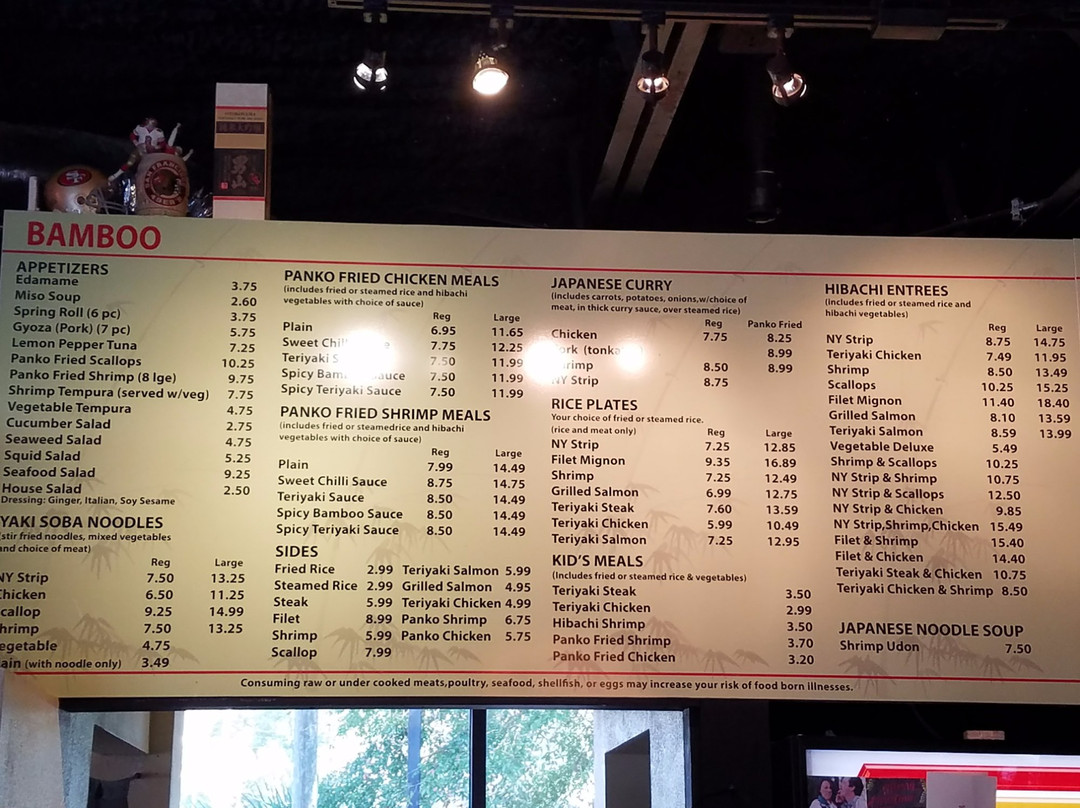 BAMBOO
APPETIZERS
Edamame 3.75
Miso Soup 2.60
Spring Roll (6 pc) 3.75
Gyoza (Pork) (7 pc) 5.75
Lemon Pepper Tuna 7.25
Panko Fried Scallops 10.25
Panko Fried Shrimp (8 lge) 9.75
Shrimp Tempura (served w/veg) 7.75
Vegetable Tempura 4.75
Cucumber Salad 2.75
Seaweed Salad 4.75
Squid Salad 5.25
Seafood Salad 9.25
House Salad 2.50
Dressing: Ginger, Italian, Soy Sesame
YAKI SOBA NOODLES
stir fried noodles, mixed vegetables
and choice of meat)
Reg Large
NY Strip 7.50 13.25
Chicken 6.50 11.25
callop 9.25 14.99
hrimp 7.50 13.25
egetable 4.75
ain (with noodle only) 3.49
PANKO FRIED CHICKEN MEALS
(includes fried or steamed rice and hibachi
vegetables with choice of sauce)
Reg Large
Plain 6.95 11.65
Sweet Chi 7.75 12.25
Teriyaki S 7.50 11.99
Spicy Bam auce 7.50 11.99
Spicy Teriyaki Sauce 7.50 11.99
PANKO FRIED SHRIMP MEALS
(includes fried or steamedrice and hibachi
vegetables with choice of sauce)
Reg Large
Plain 7.99 14.49
Sweet Chilli Sauce 8.75 14.75
Teriyaki Sauce 8.50 14.49
Spicy Bamboo Sauce 8.50 14.49
Spicy Teriyaki Sauce 8.50 14.49
SIDES
Fried Rice 2.99 Teriyaki Salmon 5.99
Steamed Rice 2.99 Grilled Salmon 4.95
Steak 5.99 Teriyaki Chicken 4.99
Filet 8.99 Panko Shrimp 6.75
Shrimp 5.99 Panko Chicken 5.75
Scallop 7.99
JAPANESE CURRY
(includes carrots, potatoes, onions,w/choice of
meat, in thick curry sauce, over steamed rice)
Reg Panko Fried
Chicken 7.75 8.25
ork (tonka 8.99
rimp 8.50 8.99
NY Strip 8.75
RICE PLATES
Your choice of fried or steamed rice.
(rice and meat only)
Reg Large
NY Strip 7.25 12.85
Filet Mignon 9.35 16.89
Shrimp 7.25 12.49
Grilled Salmon 6.99 12.75
Teriyaki Steak 7.60 13.59
Teriyaki Chicken 5.99 10.49
Teriyaki Salmon 7.25 12.95
KID'S MEALS
(Includes fried or steamed rice & vegetables)
Teriyaki Steak 3.50
Teriyaki Chicken 2.99
Hibachi Shrimp 3.50
Panko Fried Shrimp 3.70
Panko Fried Chicken 3.20
HIBACHI ENTREES
(includes fried or steamed rice and
hibachi vegetables)
Reg Large
NY Strip 8.75 14.75
Teriyaki Chicken 7.49 11.95
Shrimp 8.50 13.49
Scallops 10.25 15.25
Filet Mignon 11.40 18.40
Grilled Salmon 8.10 13.59
Teriyaki Salmon 8.59 13.99
Vegetable Deluxe 5.49
Shrimp & Scallops 10.25
NY Strip & Shrimp 10.75
NY Strip & Scallops 12.50
NY Strip & Chicken 9.85
NY Strip,Shrimp,Chicken 15.49
Filet & Shrimp 15.40
Filet & Chicken 14.40
Teriyaki Steak & Chicken 10.75
Teriyaki Chicken & Shrimp 8.50
JAPANESE NOODLE SOUP
Shrimp Udon 7.50
Consuming raw or under cooked meats,poultry, seafood, shellfish, or eggs may increase your risk of food born illnesses.